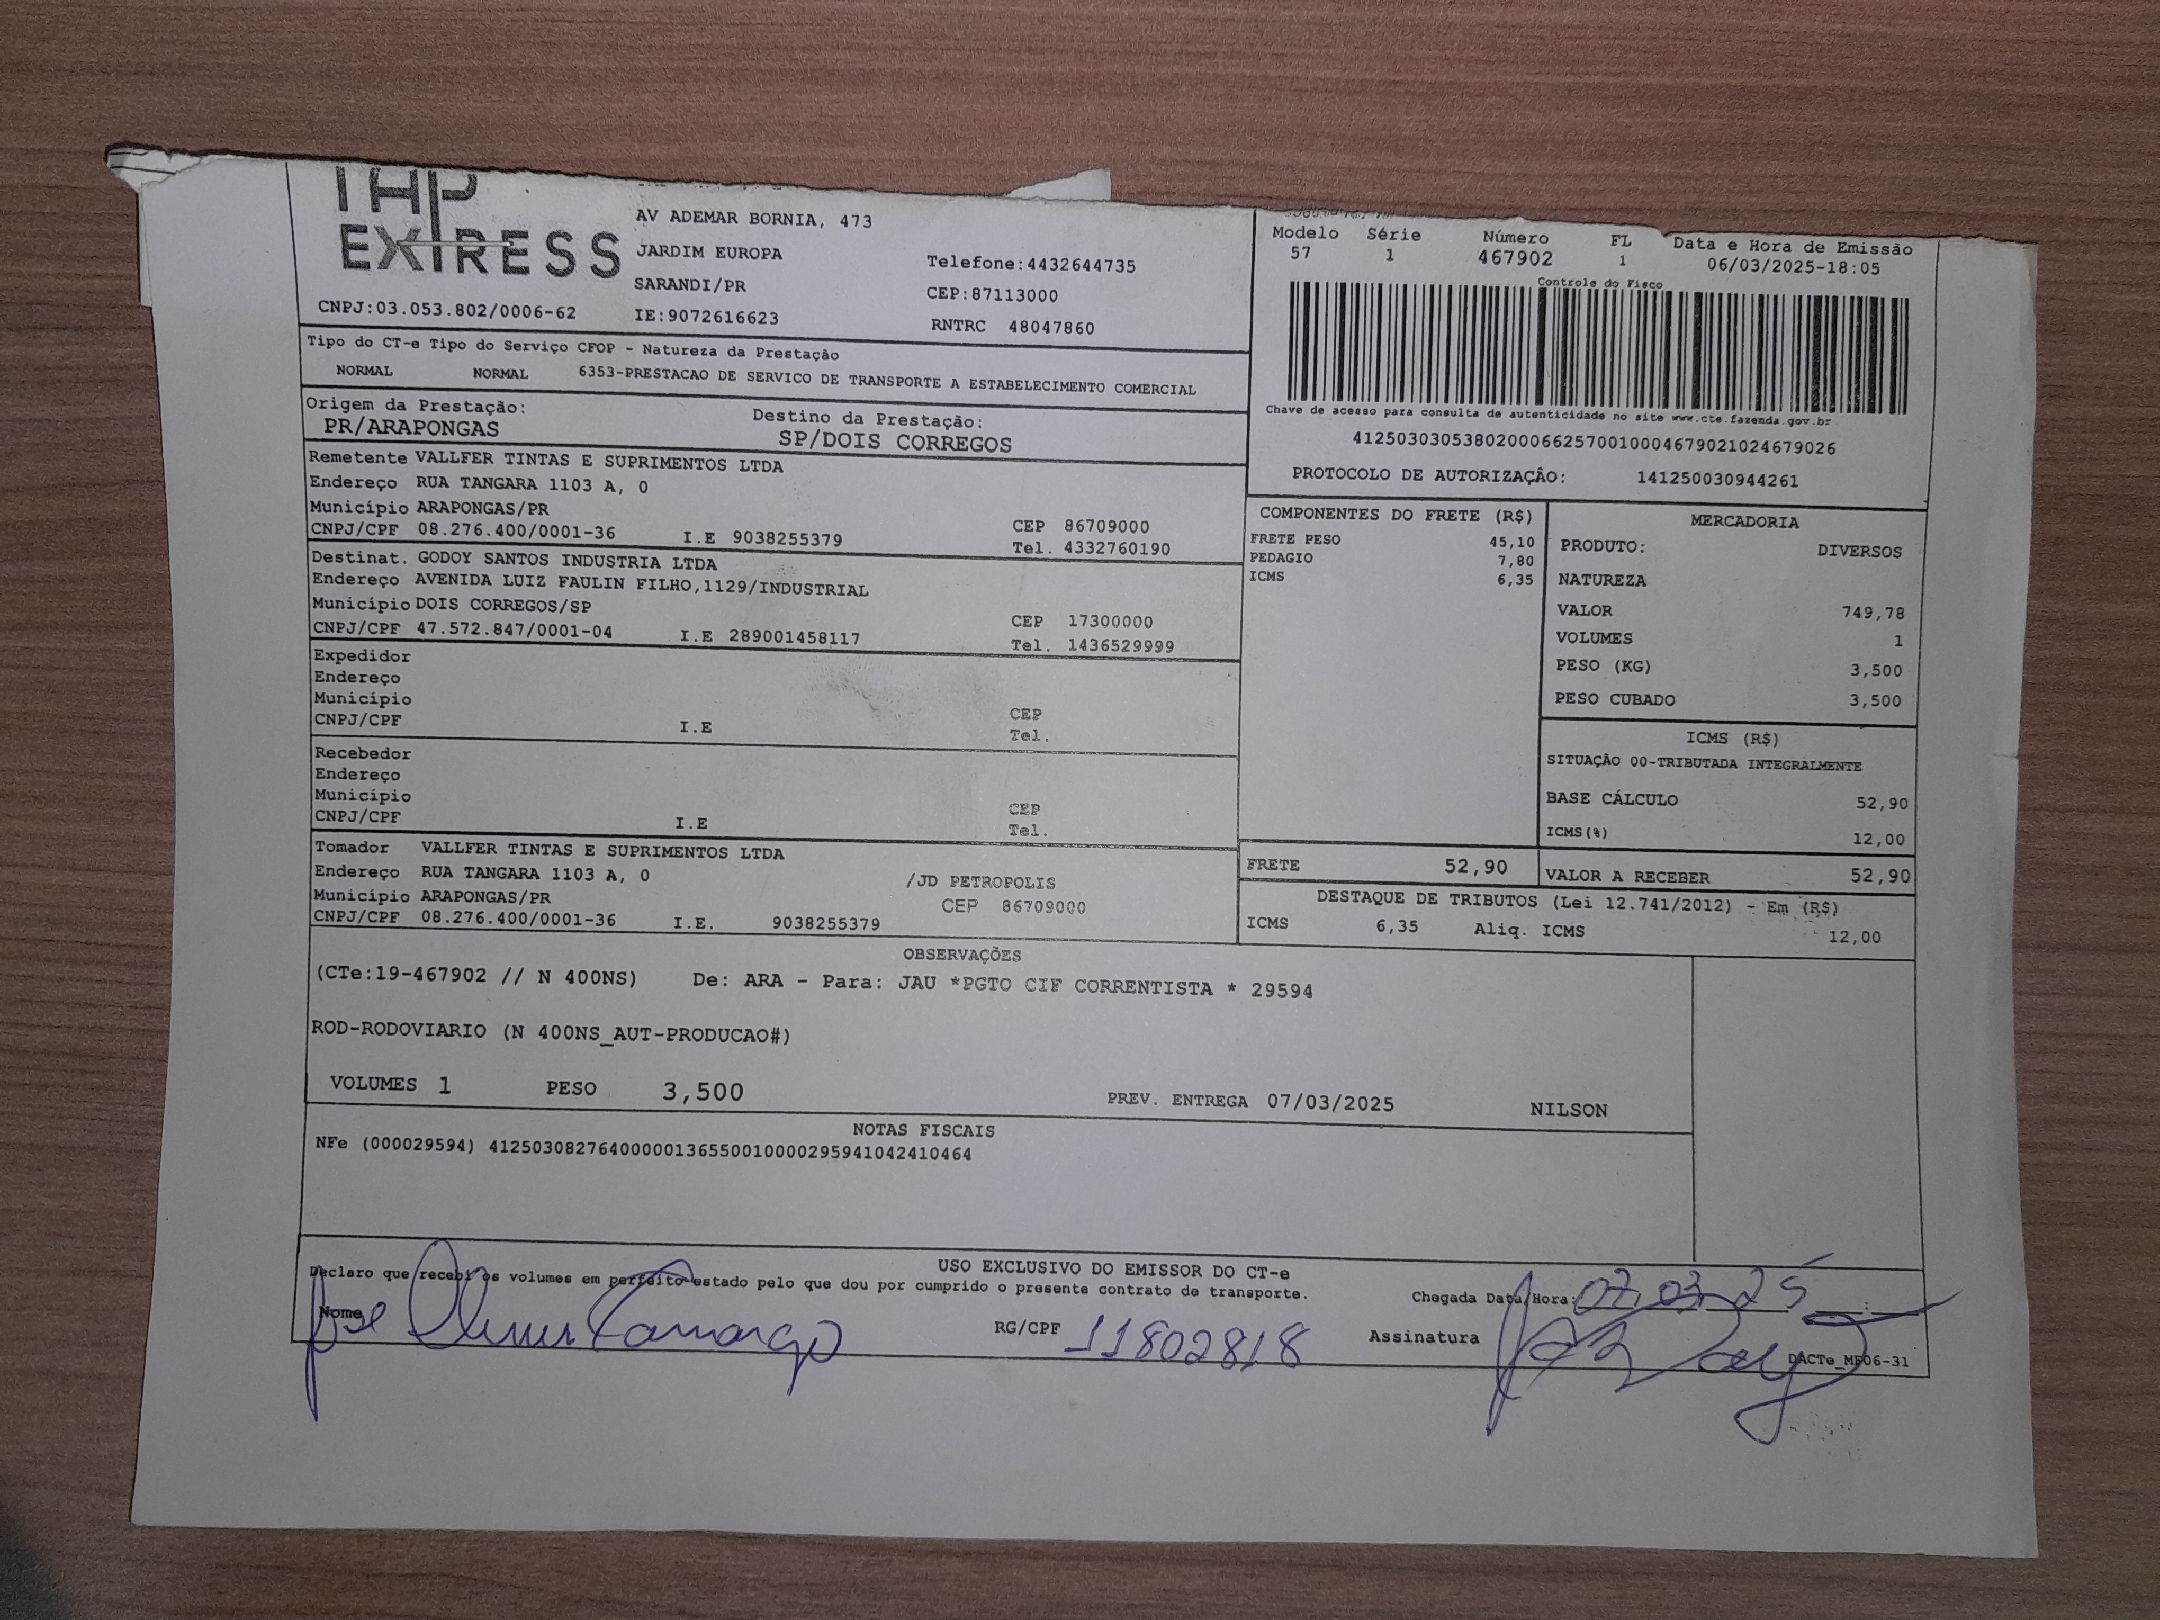 EXPRESS
CNPJ:03.053.802/0006-62
AV ADEMAR BORNIA, 473
JARDIM EUROPA
SARANDI/PR
IE:9072616623
Telefone:4432644735
CEP:87113000
RNTRC 48047860
Modelo Série Número FL Data e Hora de Emissão
57 1 467902 1 06/03/2025-18:05
Controle do Fisco
Chave de acesso para consulta de autenticidade no site www.cte.fazenda.gov.br
41250303053802000662570010004679021024679026
PROTOCOLO DE AUTORIZAÇÂO: 141250030944261
Tipo do CT-e Tipo do Serviço CFOP - Natureza da Prestação
NORMAL NORMAL 6353-PRESTACAO DE SERVICO DE TRANSPORTE A ESTABELECIMENTO COMERCIAL
Origem da Prestação: Destino da Prestação:
PR/ARAPONGAS SP/DOIS CORREGOS
Remetente VALLFER TINTAS E SUPRIMENTOS LTDA
Endereço RUA TANGARA 1103 A, 0
Município ARAPONGAS/PR CEP 86709000
CNPJ/CPF 08.276.400/0001-36 I.E 9038255379 Tel. 4332760190
Destinat. GODOY SANTOS INDUSTRIA LTDA
Endereço AVENIDA LUIZ FAULIN FILHO,1129/INDUSTRIAL
Município DOIS CORREGOS/SP CEP 17300000
CNPJ/CPF 47.572.847/0001-04 I.E 289001458117 Tel. 1436529999
Expedidor
Endereço
Município CEP
CNPJ/CPF I.E Tel.
Recebedor
Endereço
Município CEP
CNPJ/CPF I.E Tel.
Tomador VALLFER TINTAS E SUPRIMENTOS LTDA
Endereço RUA TANGARA 1103 A, 0 /JD PETROPOLIS
Município ARAPONGAS/PR CEP 86709000
CNPJ/CPF 08.276.400/0001-36 I.E. 9038255379
COMPONENTES DO FRETE (R$)
FRETE PESO 45,10
PEDAGIO 7,80
ICMS 6,35
MERCADORIA
PRODUTO: DIVERSOS
NATUREZA
VALOR 749,78
VOLUMES 1
PESO (KG) 3,500
PESO CUBADO 3,500
ICMS (R$)
SITUAÇÃO 00-TRIBUTADA INTEGRALMENTE
BASE CÁLCULO 52,90
ICMS(%) 12,00
FRETE 52,90 VALOR A RECEBER 52,90
DESTAQUE DE TRIBUTOS (Lei 12.741/2012) - Em (R$)
ICMS 6,35 Aliq. ICMS 12,00
OBSERVAÇÕES
(CTe:19-467902 // N 400NS) De: ARA - Para: JAU *PGTO CIF CORRENTISTA * 29594
ROD-RODOVIARIO (N 400NS_AUT-PRODUCAO#)
VOLUMES 1 PESO 3,500 PREV. ENTREGA 07/03/2025 NILSON
NOTAS FISCAIS
NFe (000029594) 41250308276400000136550010000295941042410464
USO EXCLUSIVO DO EMISSOR DO CT-e
Declaro que recebi os volumes em perfeito estado pelo que dou por cumprido o presente contrato de transporte.
Chegada Data/Hora: 07 03 25
Nome Jose Camargo RG/CPF 11802818 Assinatura
DACTe_MF06-31